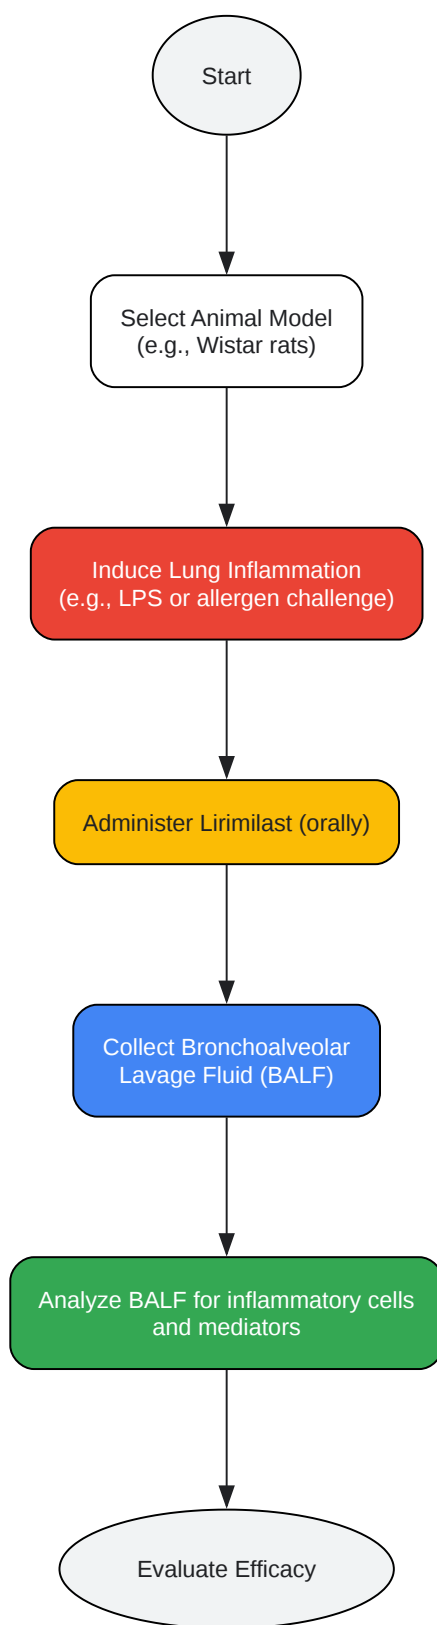 Start
Select Animal Model
(e.g., Wistar rats)
Induce Lung Inflammation
(e.g., LPS or allergen challenge)
Administer Lirimilast (orally)
Collect Bronchoalveolar
Lavage Fluid (BALF)
Analyze BALF for inflammatory cells
and mediators
Evaluate Efficacy